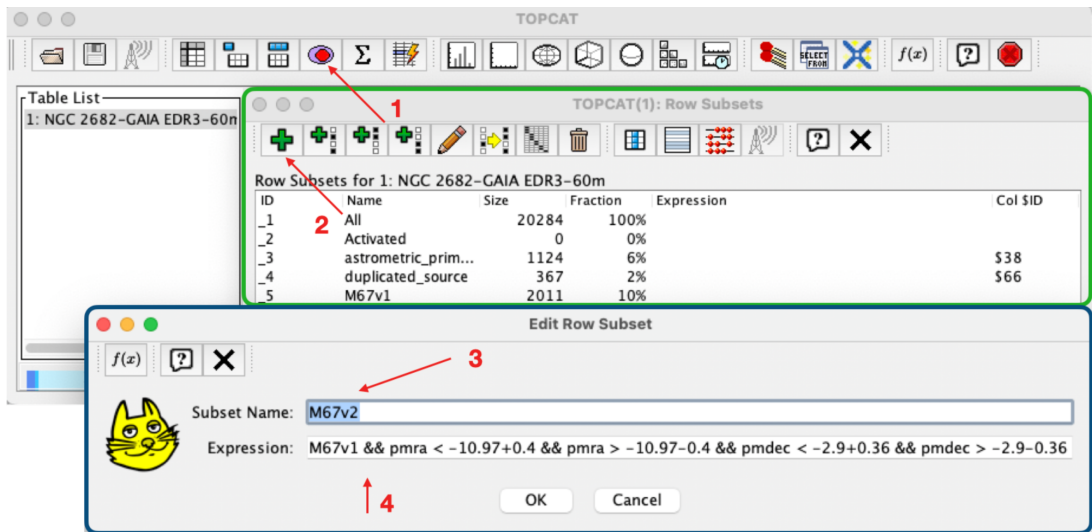 TOPCAT
SELECT
FROM
f(x)
?
Table List
1: NGC 2682-GAIA EDR3-60m
1
TOPCAT(1): Row Subsets
?
Row Subsets for 1: NGC 2682-GAIA EDR3-60m
2
ID Name Size Fraction Expression Col $ID
_1 All 20284 100%
_2 Activated 0 0%
_3 astrometric_prim... 1124 6% $38
_4 duplicated_source 367 2% $66
_5 M67v1 2011 10%
Edit Row Subset
f(x)
?
3
Subset Name: M67v2
Expression: M67v1 && pmra < -10.97+0.4 && pmra > -10.97-0.4 && pmdec < -2.9+0.36 && pmdec > -2.9-0.36
4
OK Cancel